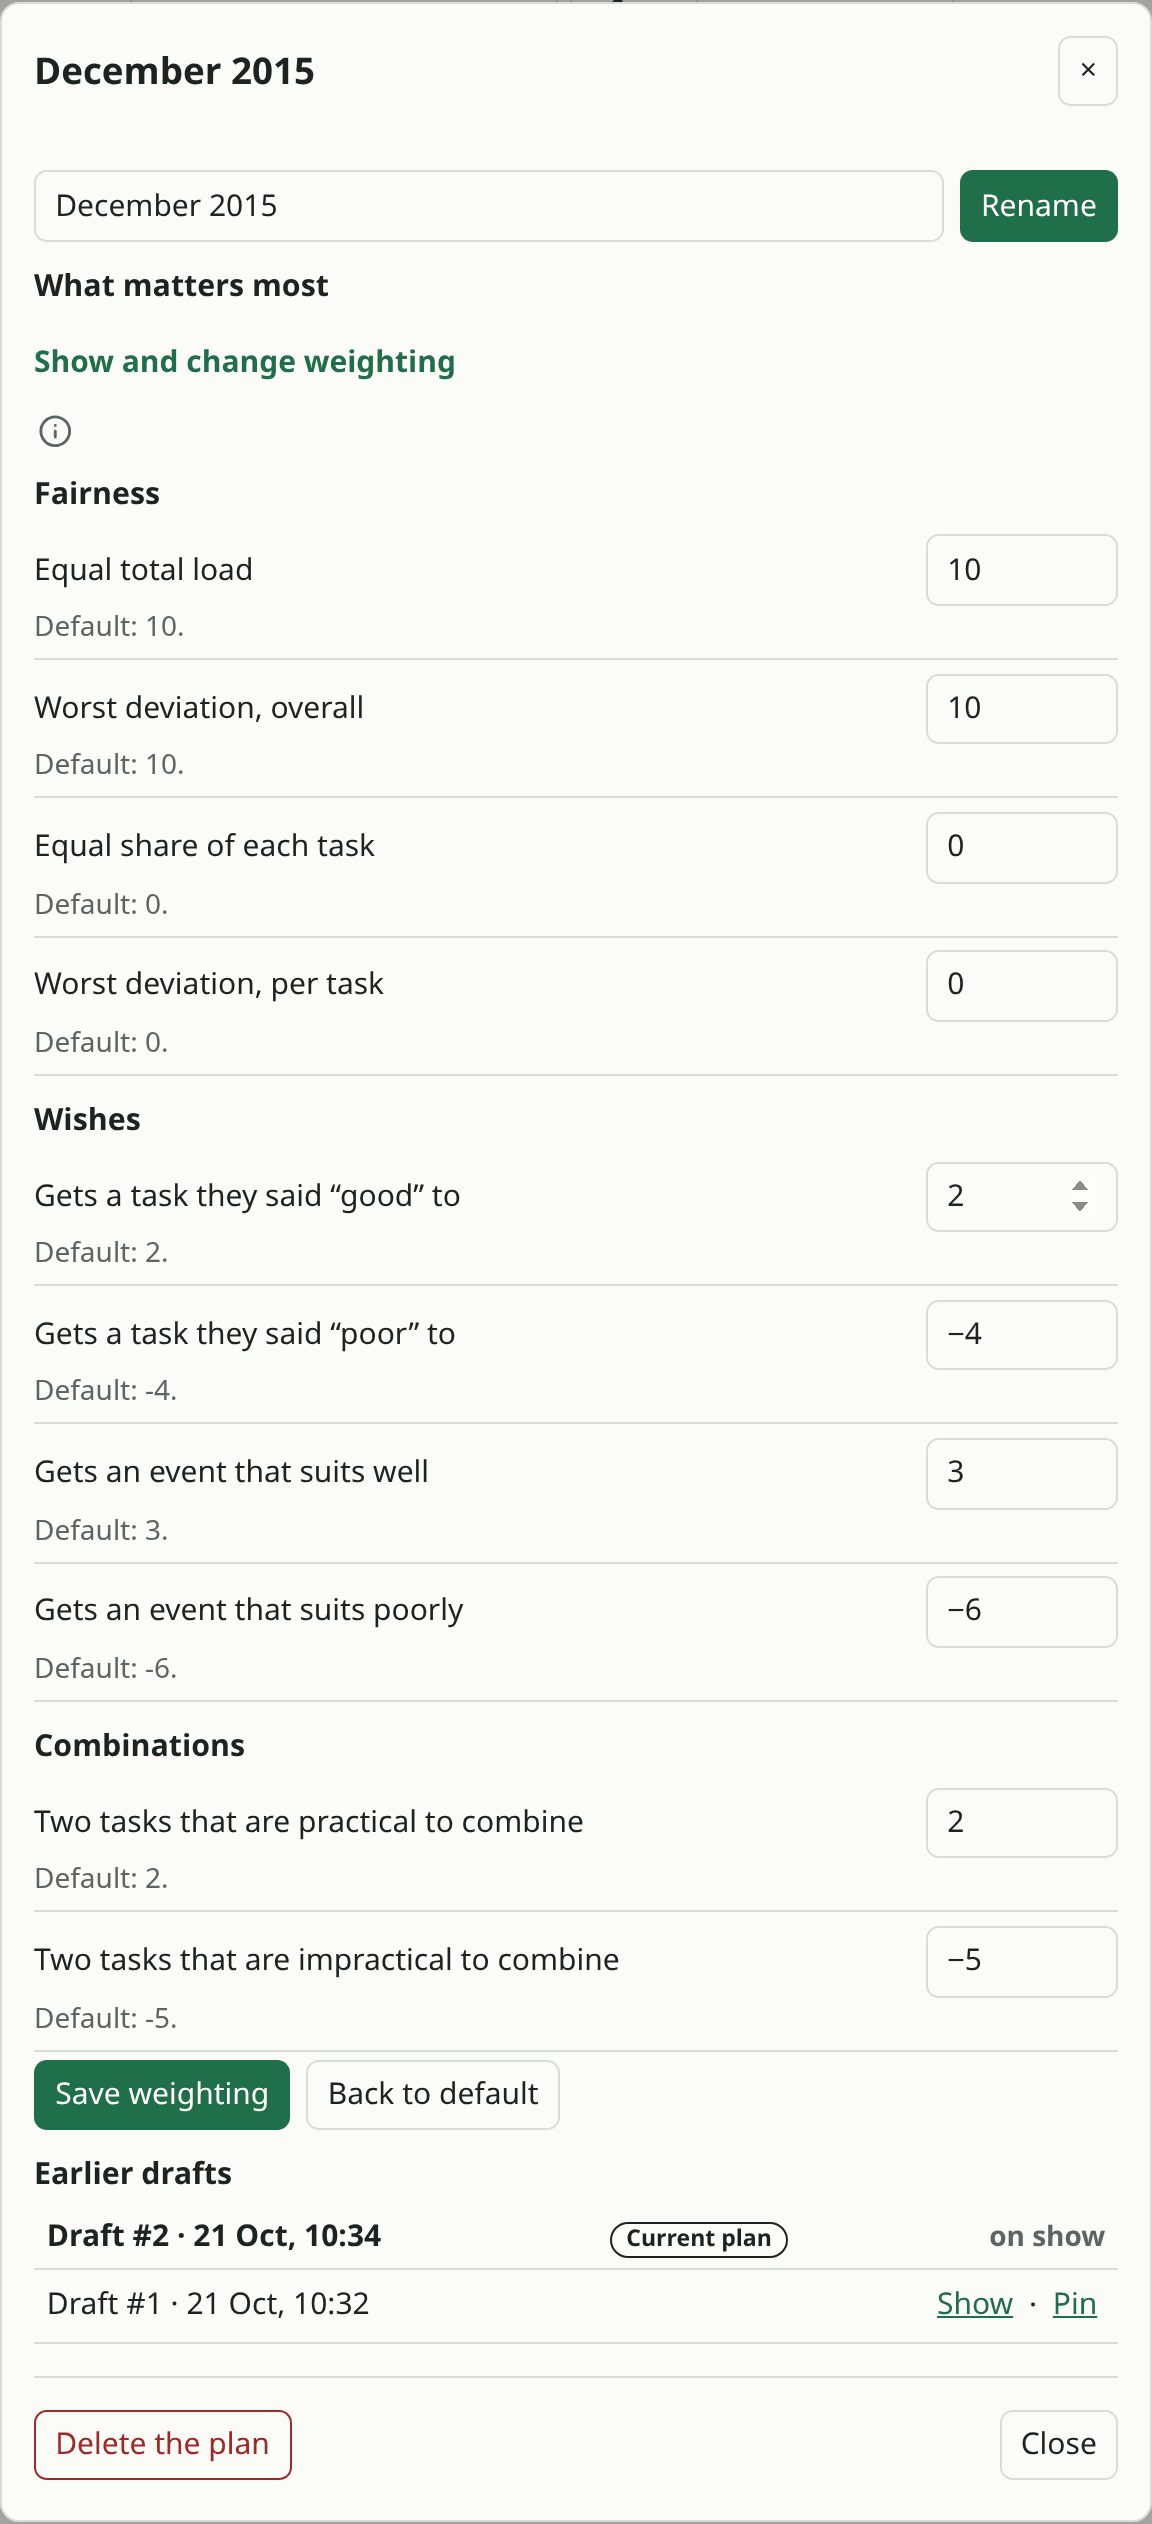 December 2015
×
December 2015 Rename
What matters most
Show and change weighting
Fairness
Equal total load 10
Default: 10.
Worst deviation, overall 10
Default: 10.
Equal share of each task 0
Default: 0.
Worst deviation, per task 0
Default: 0.
Wishes
Gets a task they said “good” to 2
Default: 2.
Gets a task they said “poor” to −4
Default: -4.
Gets an event that suits well 3
Default: 3.
Gets an event that suits poorly −6
Default: -6.
Combinations
Two tasks that are practical to combine 2
Default: 2.
Two tasks that are impractical to combine −5
Default: -5.
Save weighting Back to default
Earlier drafts
Draft #2 · 21 Oct, 10:34 Current plan on show
Draft #1 · 21 Oct, 10:32 Show · Pin
Delete the plan Close